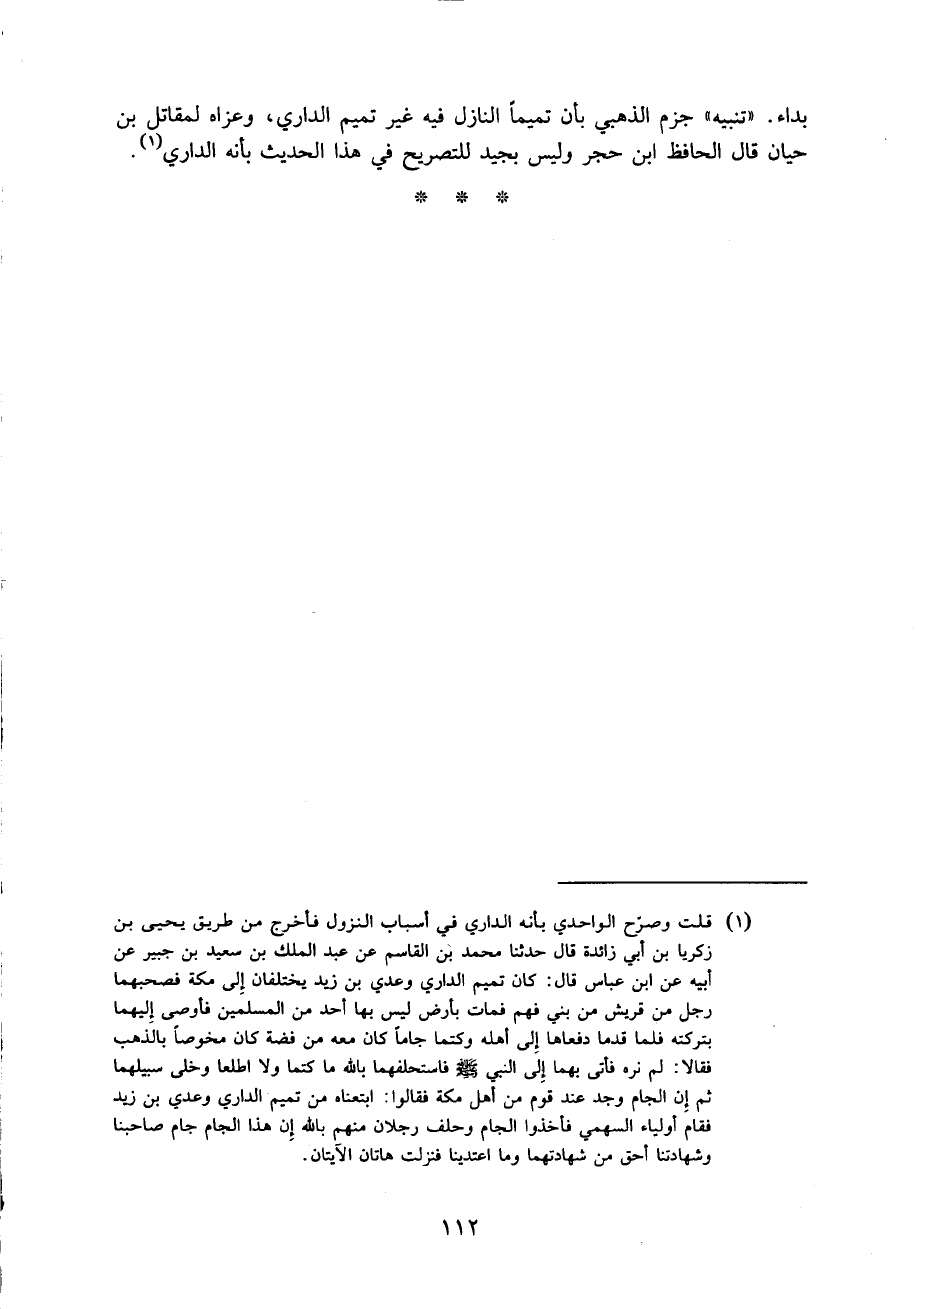 بداء. «تنبيه» جزم الذهبي بأن تميماً النازل فيه غير تميم الداري، وعزاه لمقاتل بن
حيان قال الحافظ ابن حجر وليس بجيد للتصريح في هذا الحديث بأنه الداري(١).
* * *
(١) قلت وصرّح الواحدي بأنه الداري في أسباب النزول فأخرج من طريق يحيى بن
زكريا بن أبي زائدة قال حدثنا محمد بن القاسم عن عبد الملك بن سعيد بن جبير عن
أبيه عن ابن عباس قال: كان تميم الداري وعدي بن زيد يختلفان إلى مكة فصحبهما
رجل من قريش من بني فهم فمات بأرض ليس بها أحد من المسلمين فأوصى إليهما
بتركته فلما قدما دفعاها إلى أهله وكتما جاماً كان معه من فضة كان مخوصاً بالذهب
فقالا: لم نره فأتى بهما إلى النبي ﷺ فاستحلفهما بالله ما كتما ولا اطلعا وخلى سبيلهما
ثم إن الجام وجد عند قوم من أهل مكة فقالوا: ابتعناه من تميم الداري وعدي بن زيد
فقام أولياء السهمي فأخذوا الجام وحلف رجلان منهم بالله إن هذا الجام جام صاحبنا
وشهادتنا أحق من شهادتهما وما اعتدينا فنزلت هاتان الآيتان.
١١٢